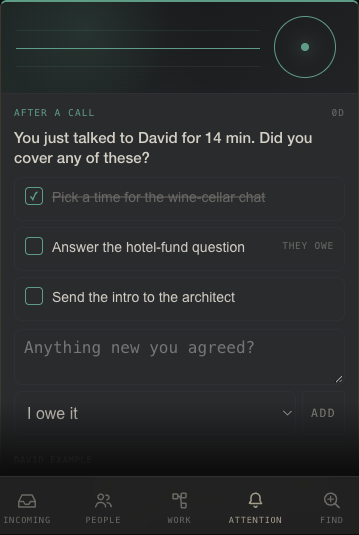 AFTER A CALL
0D
You just talked to David for 14 min. Did you
cover any of these?
Pick a time for the wine-cellar chat
Answer the hotel-fund question
THEY OWE
Send the intro to the architect
Anything new you agreed?
I owe it
ADD
DAVID EXAMPLE
INCOMING
PEOPLE
WORK
ATTENTION
FIND